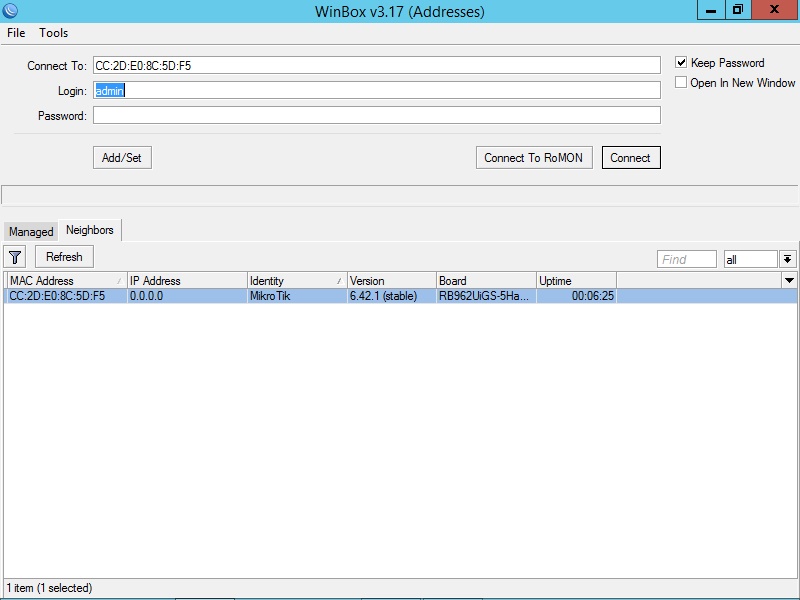 WinBox v3.17 (Addresses)
File Tools
Connect To: CC:2D:E0:8C:5D:F5
Keep Password
Login: admin
Open In New Window
Password:
Add/Set Connect To RoMON Connect
Managed Neighbors
Refresh Find all
MAC Address IP Address Identity Version Board Uptime
CC:2D:E0:8C:5D:F5 0.0.0.0 MikroTik 6.42.1 (stable) RB962UiGS-5Ha... 00:06:25
1 item (1 selected)